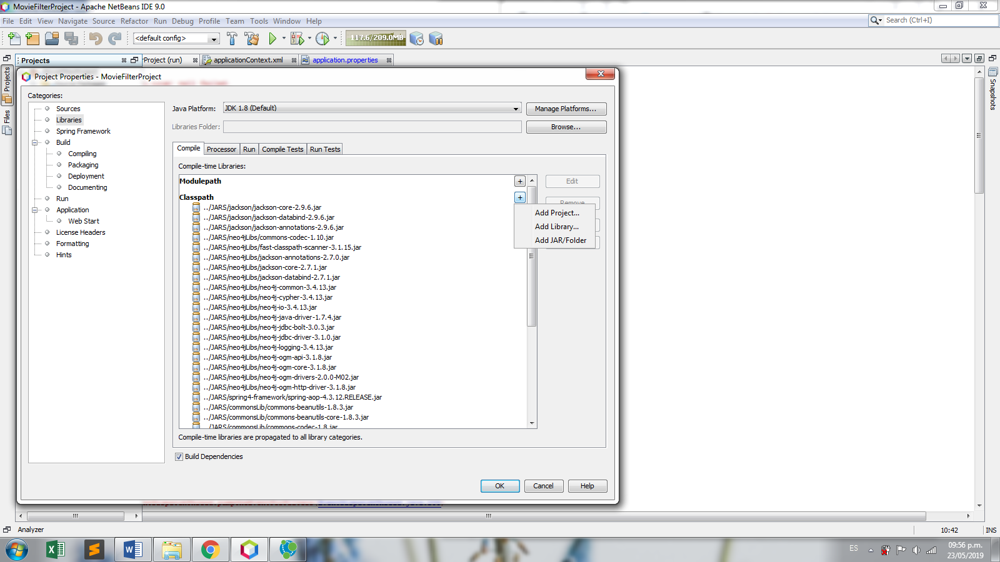 MovieFilterProject - Apache NetBeans IDE 9.0
File Edit View Navigate Source Refactor Run Debug Profile Team Tools Window Help
Search (Ctrl+I)
<default config>
117.6/209.0MB
Projects
Project (run)
applicationContext.xml
application.properties
Projects
Files
Snapshots
Project Properties - MovieFilterProject
Categories:
Sources
Libraries
Spring Framework
Build
Compiling
Packaging
Deployment
Documenting
Run
Application
Web Start
License Headers
Formatting
Hints
Java Platform: JDK 1.8 (Default) Manage Platforms...
Libraries Folder: Browse...
Compile Processor Run Compile Tests Run Tests
Compile-time Libraries:
Modulepath
Classpath
../JARS/jackson/jackson-core-2.9.6.jar
../JARS/jackson/jackson-databind-2.9.6.jar
../JARS/jackson/jackson-annotations-2.9.6.jar
../JARS/neo4jLibs/commons-codec-1.10.jar
../JARS/neo4jLibs/fast-classpath-scanner-3.1.15.jar
../JARS/neo4jLibs/jackson-annotations-2.7.0.jar
../JARS/neo4jLibs/jackson-core-2.7.1.jar
../JARS/neo4jLibs/jackson-databind-2.7.1.jar
../JARS/neo4jLibs/neo4j-common-3.4.13.jar
../JARS/neo4jLibs/neo4j-cypher-3.4.13.jar
../JARS/neo4jLibs/neo4j-io-3.4.13.jar
../JARS/neo4jLibs/neo4j-java-driver-1.7.4.jar
../JARS/neo4jLibs/neo4j-jdbc-bolt-3.0.3.jar
../JARS/neo4jLibs/neo4j-jdbc-driver-3.1.0.jar
../JARS/neo4jLibs/neo4j-logging-3.4.13.jar
../JARS/neo4jLibs/neo4j-ogm-api-3.1.8.jar
../JARS/neo4jLibs/neo4j-ogm-core-3.1.8.jar
../JARS/neo4jLibs/neo4j-ogm-drivers-2.0.0-M02.jar
../JARS/neo4jLibs/neo4j-ogm-http-driver-3.1.8.jar
../JARS/spring4-framework/spring-aop-4.3.12.RELEASE.jar
../JARS/commonsLib/commons-beanutils-1.8.3.jar
../JARS/commonsLib/commons-beanutils-core-1.8.3.jar
../JARS/commonsLib/commons-codec-1.8.jar
Edit
Remove
Add Project...
Add Library...
Add JAR/Folder
Compile-time libraries are propagated to all library categories.
Build Dependencies
OK Cancel Help
Analyzer
10:42 INS
ES
09:56 p.m.
23/05/2019